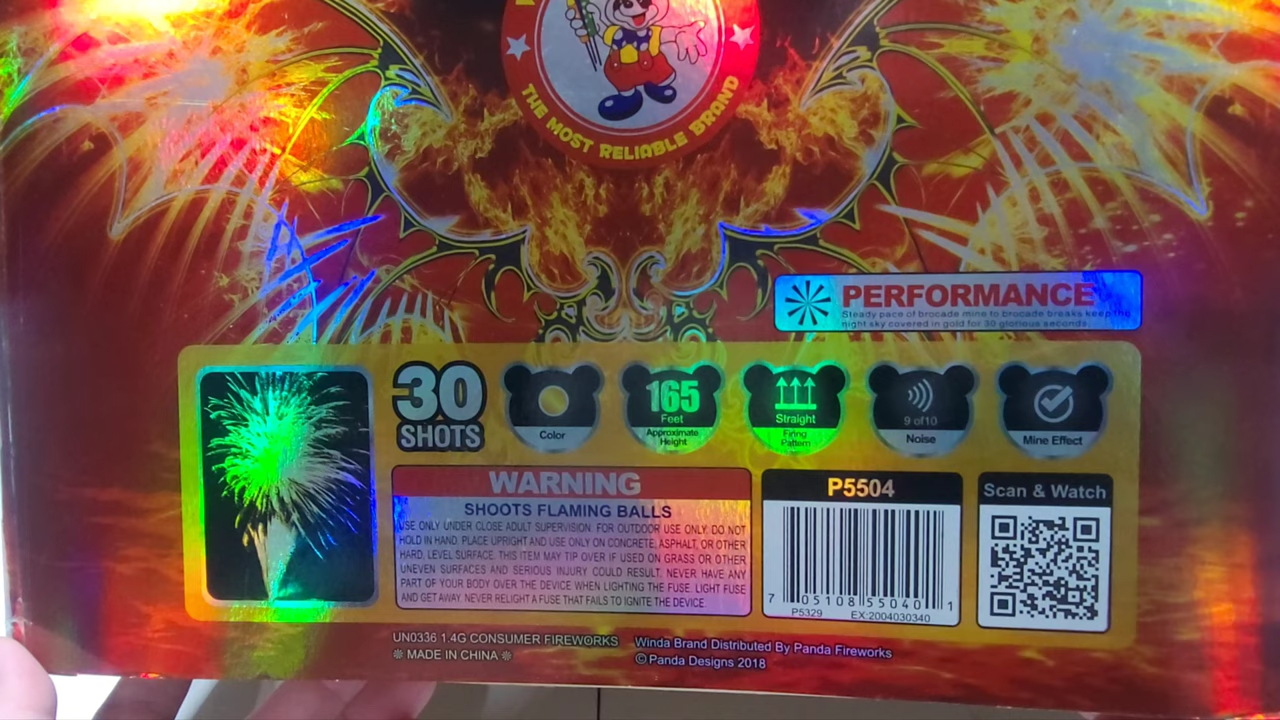 THE MOST RELIABLE BRAND
PERFORMANCE
Steady pace of brocade mine to brocade breaks keep the
night sky covered in gold for 30 glorious seconds
30
SHOTS
Color
165
Feet
Approximate
Height
Straight
Firing
Pattern
9 of 10
Noise
Mine Effect
WARNING
SHOOTS FLAMING BALLS
USE ONLY UNDER CLOSE ADULT SUPERVISION. FOR OUTDOOR USE ONLY. DO NOT
HOLD IN HAND. PLACE UPRIGHT AND USE ONLY ON CONCRETE, ASPHALT, OR OTHER
HARD, LEVEL SURFACE. THIS ITEM MAY TIP OVER IF USED ON GRASS OR OTHER
UNEVEN SURFACES AND SERIOUS INJURY COULD RESULT. NEVER HAVE ANY
PART OF YOUR BODY OVER THE DEVICE WHEN LIGHTING THE FUSE. LIGHT FUSE
AND GET AWAY. NEVER RELIGHT A FUSE THAT FAILS TO IGNITE THE DEVICE.
P5504
7 05108 55040 1
P5329 EX:2004030340
Scan & Watch
UN0336 1.4G CONSUMER FIREWORKS
MADE IN CHINA
Winda Brand Distributed By Panda Fireworks
© Panda Designs 2018